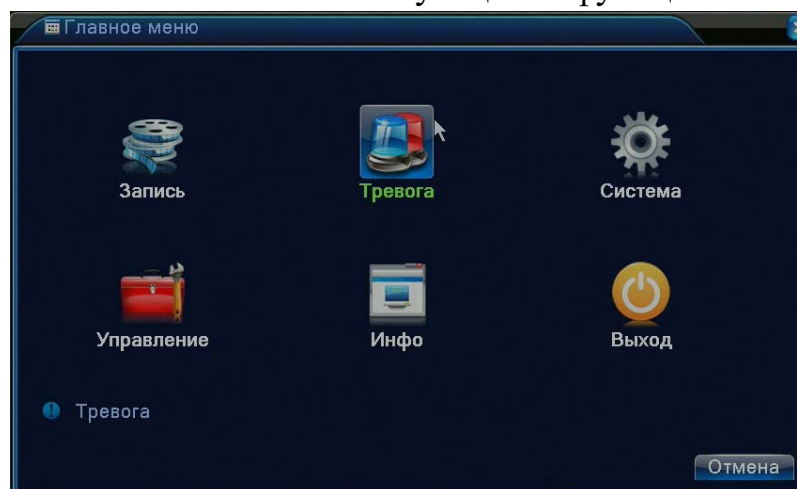 Главное меню
Запись
Тревога
Система
Управление
Инфо
Выход
Тревога
Отмена